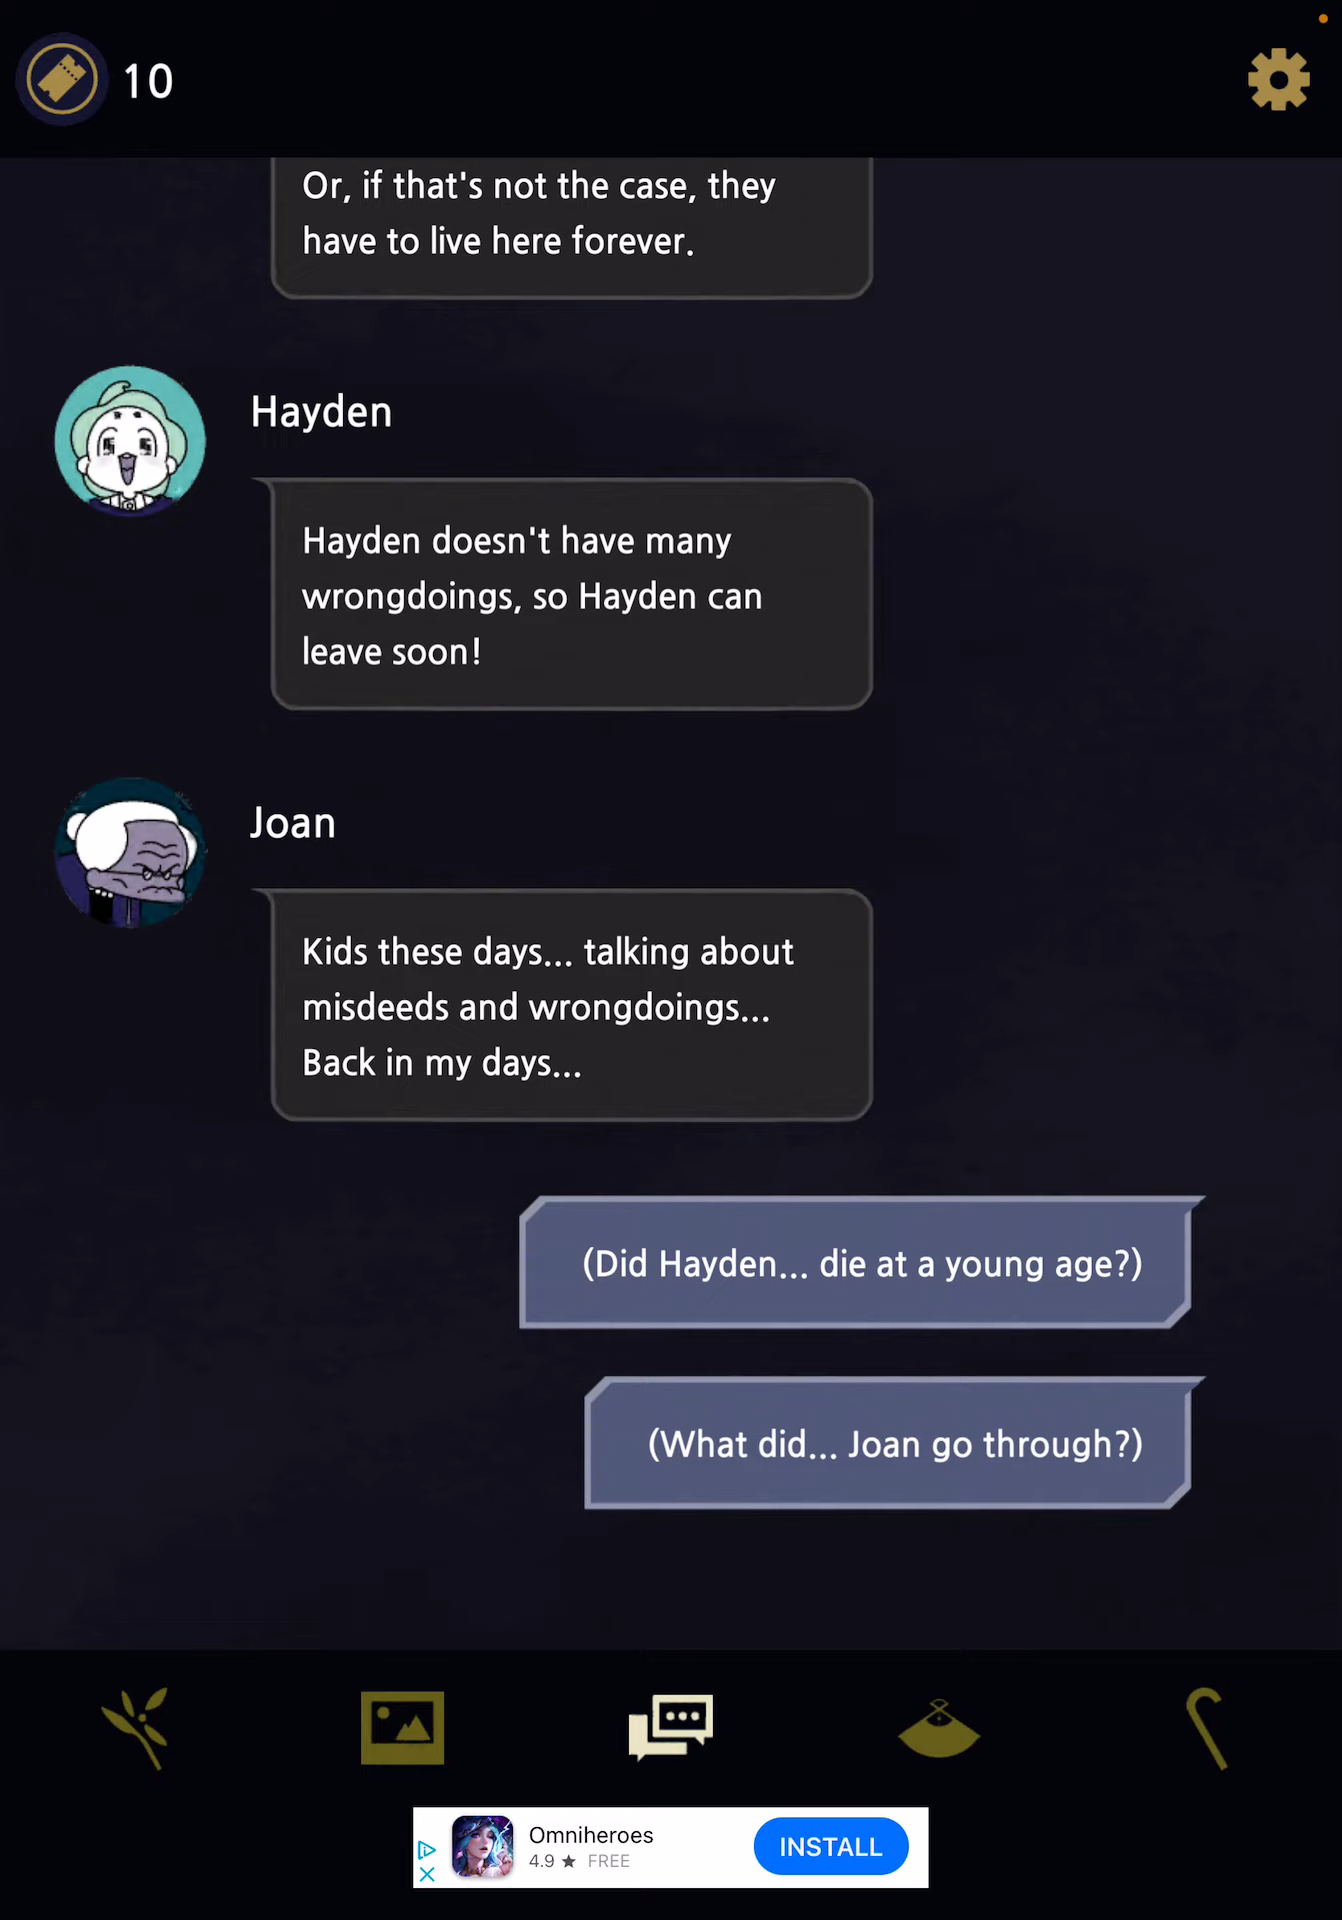 10
Or, if that's not the case, they
have to live here forever.
Hayden
Hayden doesn't have many
wrongdoings, so Hayden can
leave soon!
Joan
Kids these days... talking about
misdeeds and wrongdoings...
Back in my days...
(Did Hayden... die at a young age?)
(What did... Joan go through?)
Omniheroes
4.9 ★ FREE
INSTALL